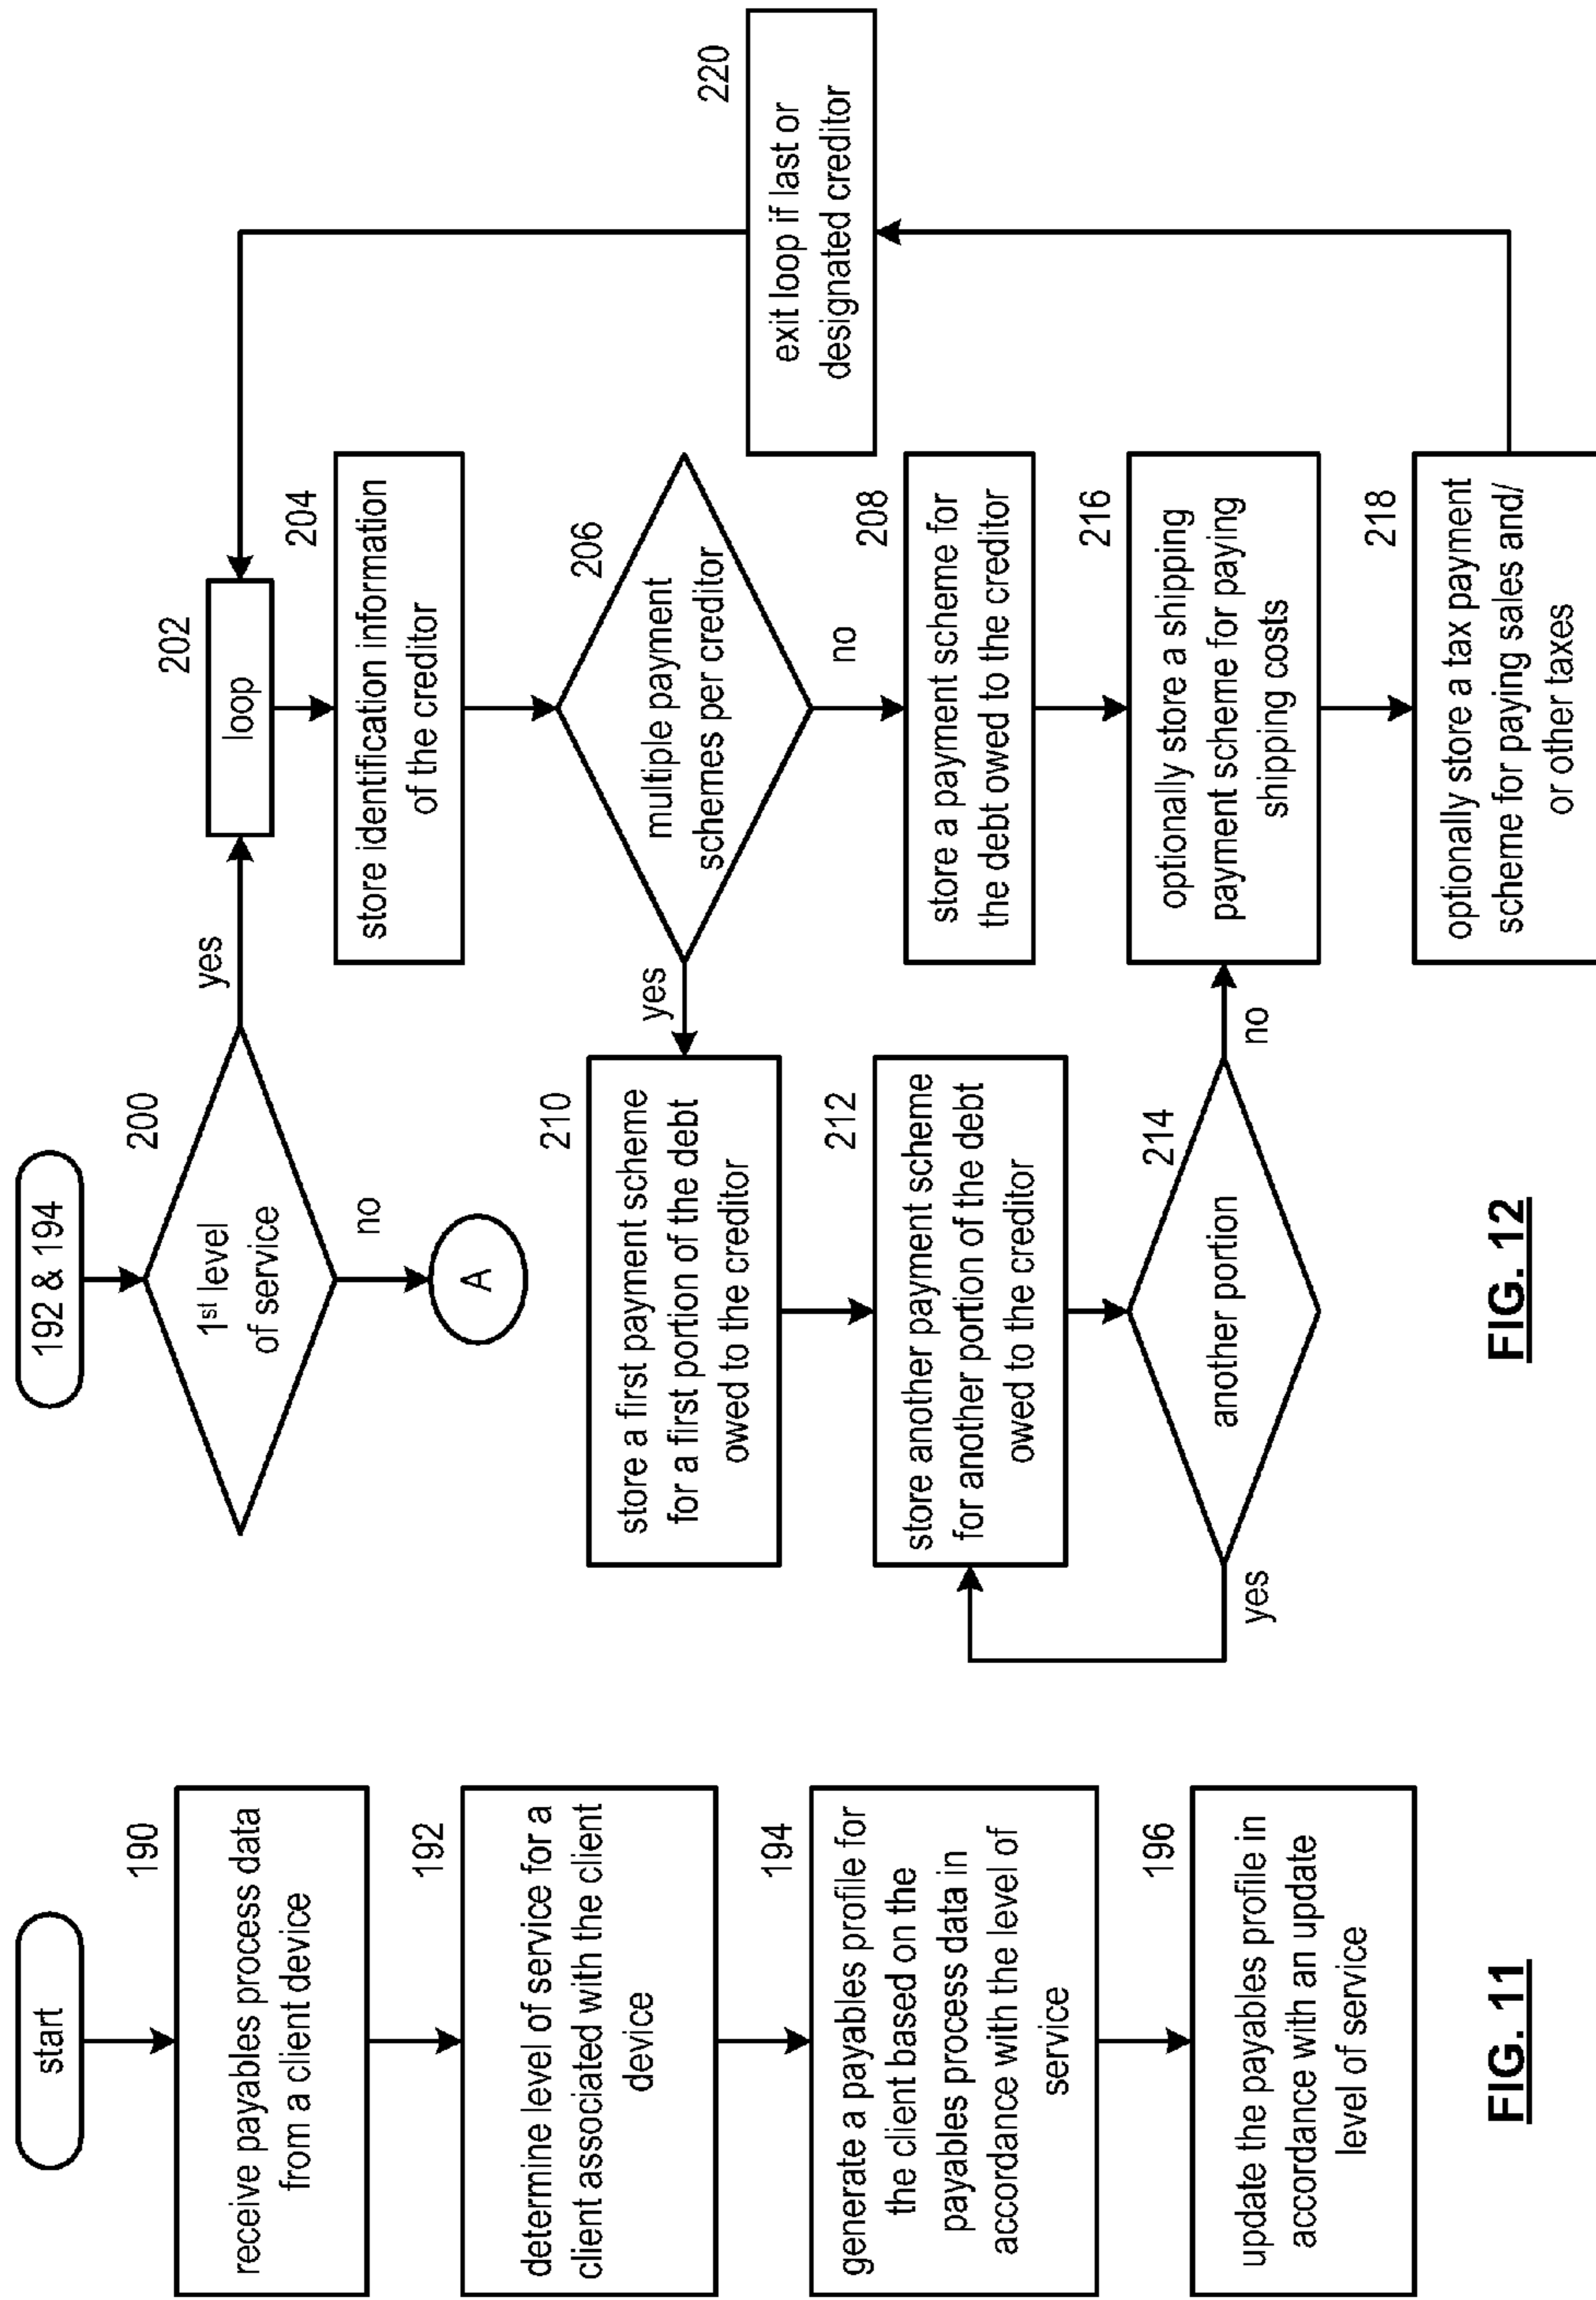 start
190
receive payables process data
from a client device
192
determine level of service for a
client associated with the client
device
194
generate a payables profile for
the client based on the
payables process data in
accordance with the level of
service
196
update the payables profile in
accordance with an update
level of service
FIG. 11
192 & 194
200
1st level
of service
yes
no
A
202
loop
204
store identification information
of the creditor
206
multiple payment
schemes per creditor
yes
no
208
store a payment scheme for
the debt owed to the creditor
210
store a first payment scheme
for a first portion of the debt
owed to the creditor
212
store another payment scheme
for another portion of the debt
owed to the creditor
214
another portion
yes
no
216
optionally store a shipping
payment scheme for paying
shipping costs
218
optionally store a tax payment
scheme for paying sales and/
or other taxes
220
exit loop if last or
designated creditor
FIG. 12